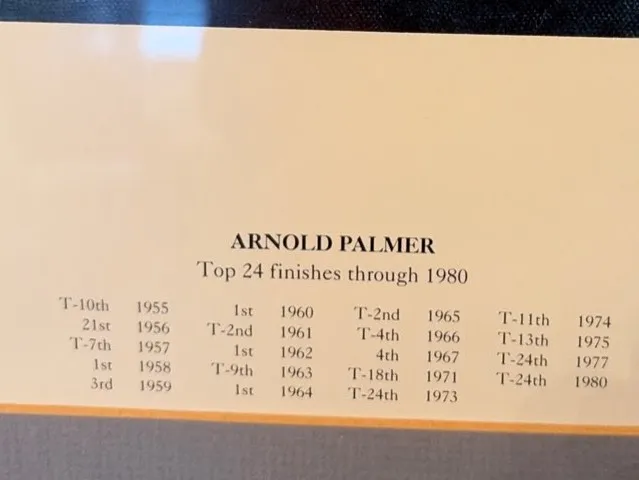 ARNOLD PALMER
Top 24 finishes through 1980
T-10th 1955 1st 1960 T-2nd 1965 T-11th 1974
21st 1956 T-2nd 1961 T-4th 1966 T-13th 1975
T-7th 1957 1st 1962 4th 1967 T-24th 1977
1st 1958 T-9th 1963 T-18th 1971 T-24th 1980
3rd 1959 1st 1964 T-24th 1973